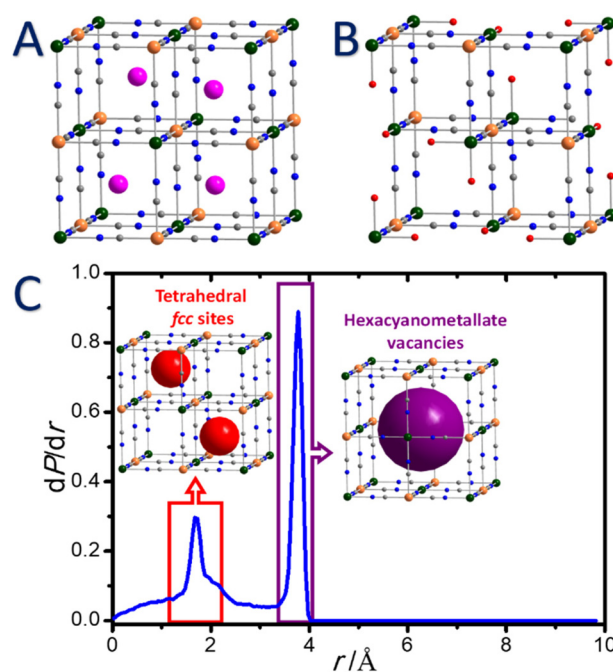 A
B
C
1.0
0.8
0.6
0.4
0.2
0.0
dP/dr
Tetrahedral
fcc sites
Hexacyanometallate
vacancies
0
2
4
6
8
10
r /Å